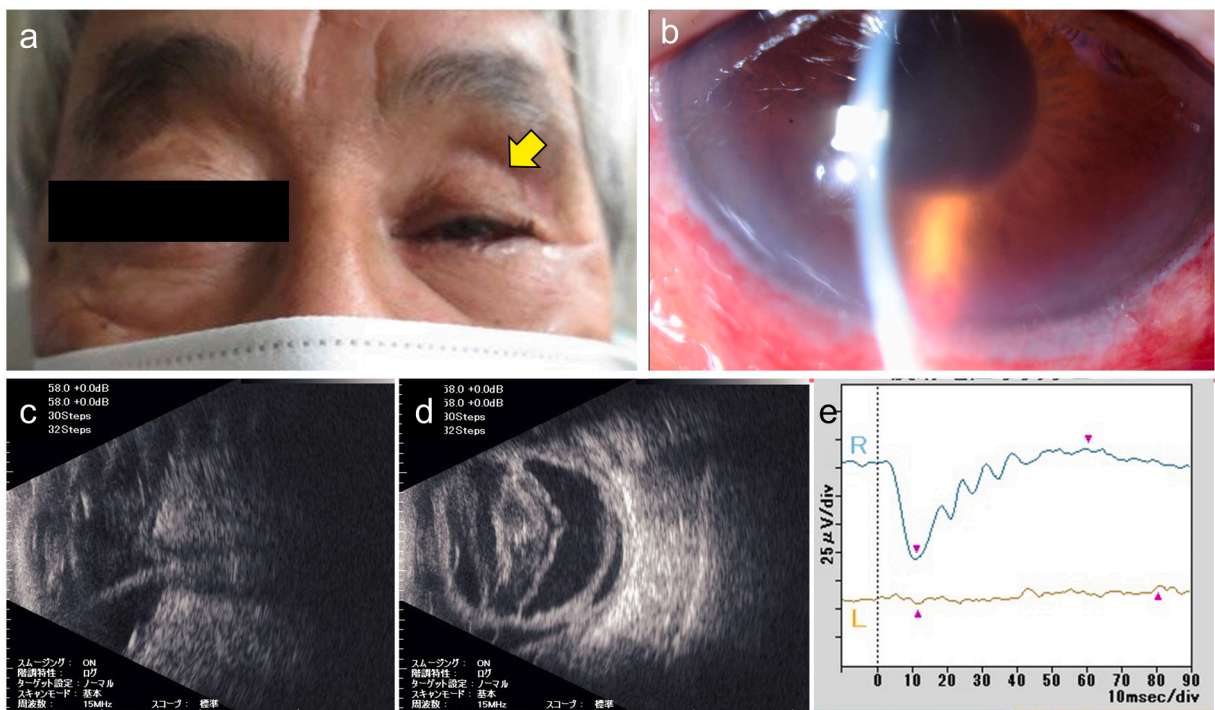 a
b
c
58.0 +0.0dB
58.0 +0.0dB
30Steps
32Steps
スムージング： ON
階調特性： ログ
ターゲット設定：ノーマル
スキャンモード：基本
周波数： 15MHz スコープ： 標準
d
58.0 +0.0dB
58.0 +0.0dB
30Steps
32Steps
スムージング： ON
階調特性： ログ
ターゲット設定：ノーマル
スキャンモード：基本
周波数： 15MHz スコープ： 標準
e
R
L
25μV/div
0 10 20 30 40 50 60 70 80 90
10msec/div